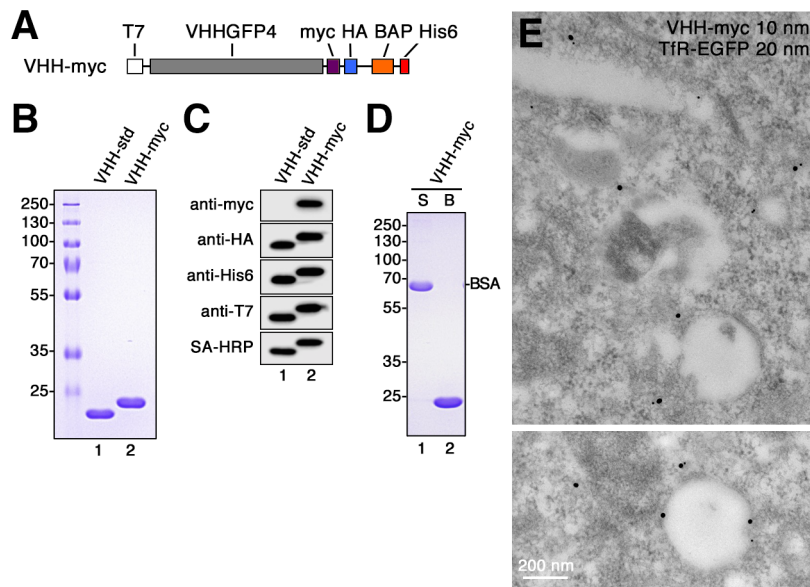 A
T7 VHHGFP4 myc HA BAP His6
VHH-myc
B
VHH-std
VHH-myc
250
130
100
70
55
35
25
1 2
C
VHH-std
VHH-myc
anti-myc
anti-HA
anti-His6
anti-T7
SA-HRP
1 2
D
VHH-myc
S B
250
130
100
70
55
35
25
-BSA
1 2
E
VHH-myc 10 nm
TfR-EGFP 20 nm
200 nm